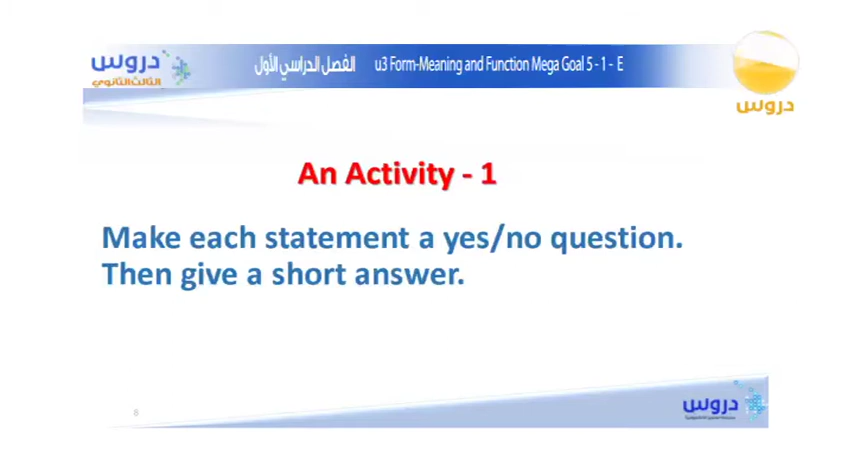 دروس
الثالث الثانوي
الفصل الدراسي الأول
u3 Form-Meaning and Function Mega Goal 5 - 1 - E
دروس
An Activity - 1
Make each statement a yes/no question.
Then give a short answer.
6
دروس